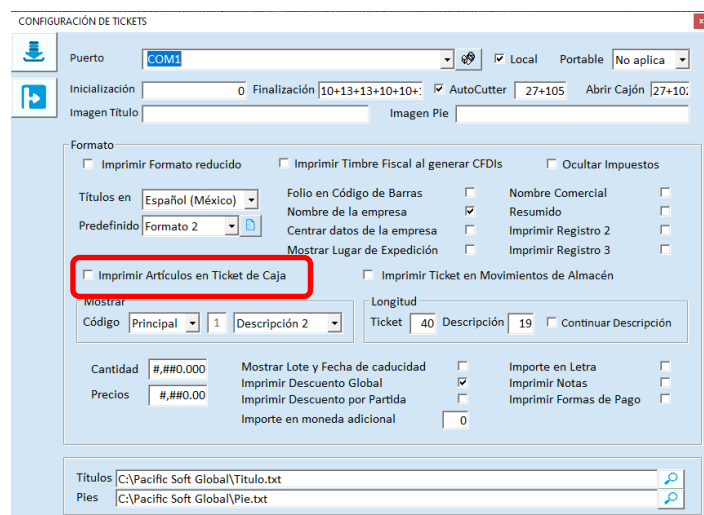 CONFIGURACIÓN DE TICKETS
Puerto COM1 Local Portable No aplica
Inicialización 0 Finalización 10+13+13+10+10+: AutoCutter 27+105 Abrir Cajón 27+102
Imagen Título Imagen Pie
Formato
Imprimir Formato reducido Imprimir Timbre Fiscal al generar CFDIs Ocultar Impuestos
Títulos en Español (México) Folio en Código de Barras Nombre Comercial
Nombre de la empresa Resumido
Predefinido Formato 2 Centrar datos de la empresa Imprimir Registro 2
Mostrar Lugar de Expedición Imprimir Registro 3
Imprimir Artículos en Ticket de Caja Imprimir Ticket en Movimientos de Almacén
Mostrar Longitud
Código Principal 1 Descripción 2 Ticket 40 Descripción 19 Continuar Descripción
Cantidad #,##0.000 Mostrar Lote y Fecha de caducidad Importe en Letra
Imprimir Descuento Global Imprimir Notas
Precios #,##0.00 Imprimir Descuento por Partida Imprimir Formas de Pago
Importe en moneda adicional 0
Títulos C:\Pacific Soft Global\Titulo.txt
Pies C:\Pacific Soft Global\Pie.txt